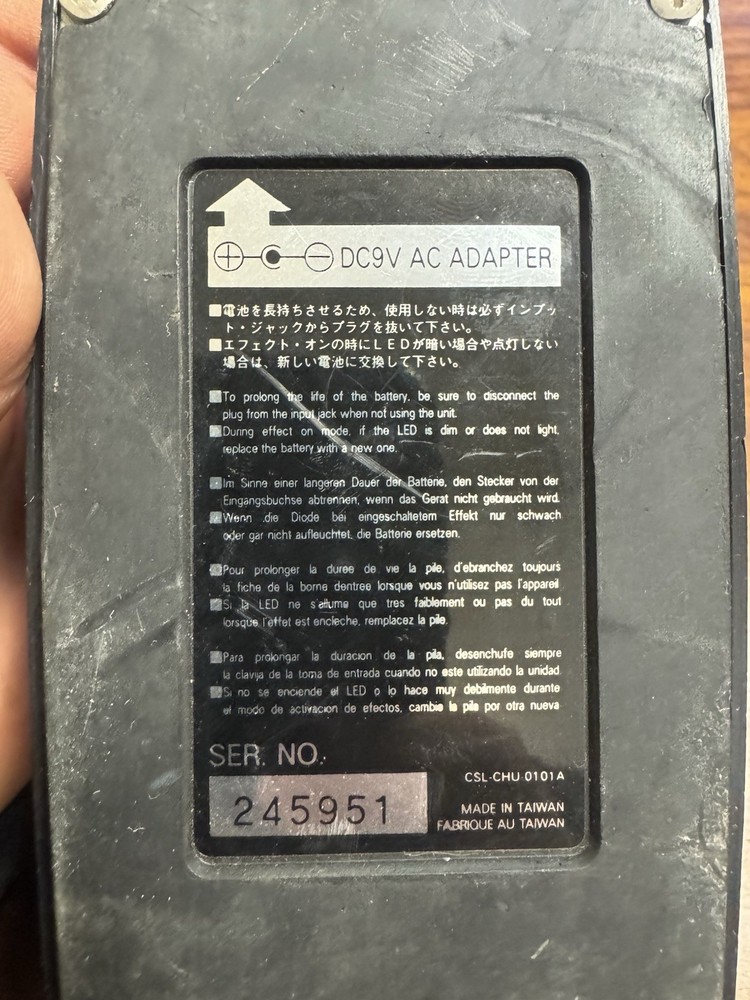 DC9V AC ADAPTER
■電池を長持ちさせるため、使用しない時は必ずインプッ
ト・ジャックからプラグを抜いて下さい。
■エフェクト・オンの時にＬＥＤが暗い場合や点灯しない
場合は、新しい電池に交換して下さい。
■To prolong the life of the battery, be sure to disconnect the
plug from the input jack when not using the unit.
■During effect on mode, if the LED is dim or does not light,
replace the battery with a new one.
■Im Sinne einer langeren Dauer der Batterie, den Stecker von der
Eingangsbuchse abtrennen, wenn das Gerat nicht gebraucht wird.
■Wenn die Diode bei eingeschaltetem Effekt nur schwach
oder gar nicht aufleuchtet, die Batterie ersetzen.
■Pour prolonger la duree de vie la pile, d'ebranchez toujours
la fiche de la borne dentree lorsque vous n'utilisez pas l'appareil
■Si la LED ne s'allume que tres faiblement ou pas du tout
lorsque l'effet est encleche, remplacez la pile.
■Para prolongar la duracion de la pila, desenchufe siempre
la clavija de la toma de entrada cuando no este utilizando la unidad
■Si no se enciende el LED o lo hace muy debilmente durante
el modo de activacion de efectos, cambie la pila por otra nueva
SER. NO.
245951
CSL-CHU 0101A
MADE IN TAIWAN
FABRIQUE AU TAIWAN